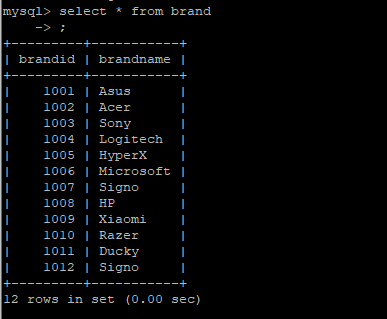 mysql> select * from brand
    -> ;
+---------+-----------+
| brandid | brandname |
+---------+-----------+
|    1001 | Asus      |
|    1002 | Acer      |
|    1003 | Sony      |
|    1004 | Logitech  |
|    1005 | HyperX    |
|    1006 | Microsoft |
|    1007 | Signo     |
|    1008 | HP        |
|    1009 | Xiaomi    |
|    1010 | Razer     |
|    1011 | Ducky     |
|    1012 | Signo     |
+---------+-----------+
12 rows in set (0.00 sec)